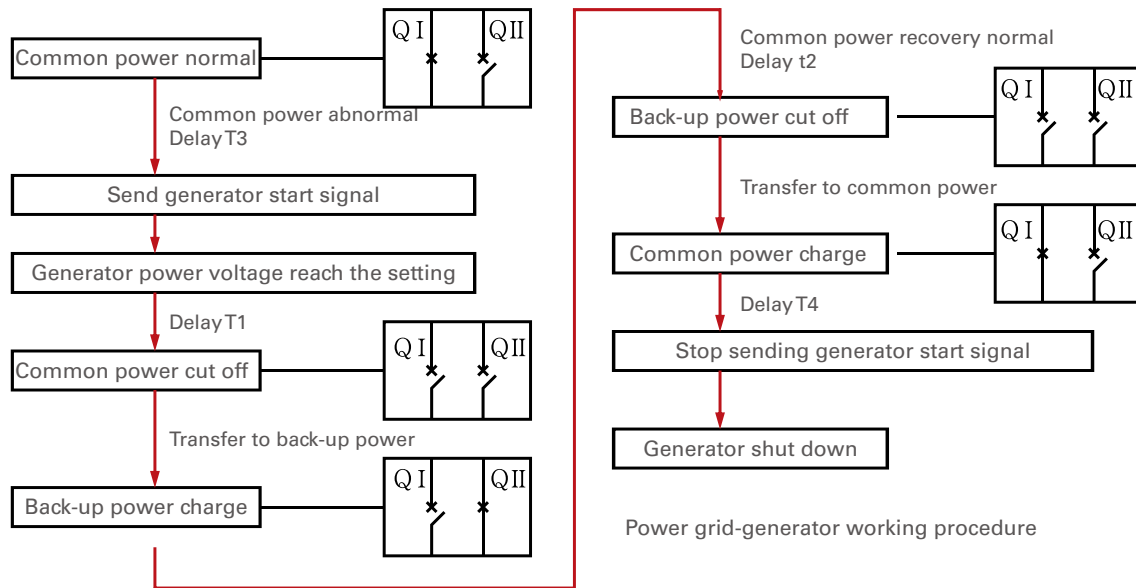 Common power normal
QI QII
Common power abnormal
Delay T3
Send generator start signal
Generator power voltage reach the setting
Delay T1
Common power cut off
QI QII
Transfer to back-up power
Back-up power charge
QI QII
Common power recovery normal
Delay t2
Back-up power cut off
QI QII
Transfer to common power
Common power charge
QI QII
Delay T4
Stop sending generator start signal
Generator shut down
Power grid-generator working procedure